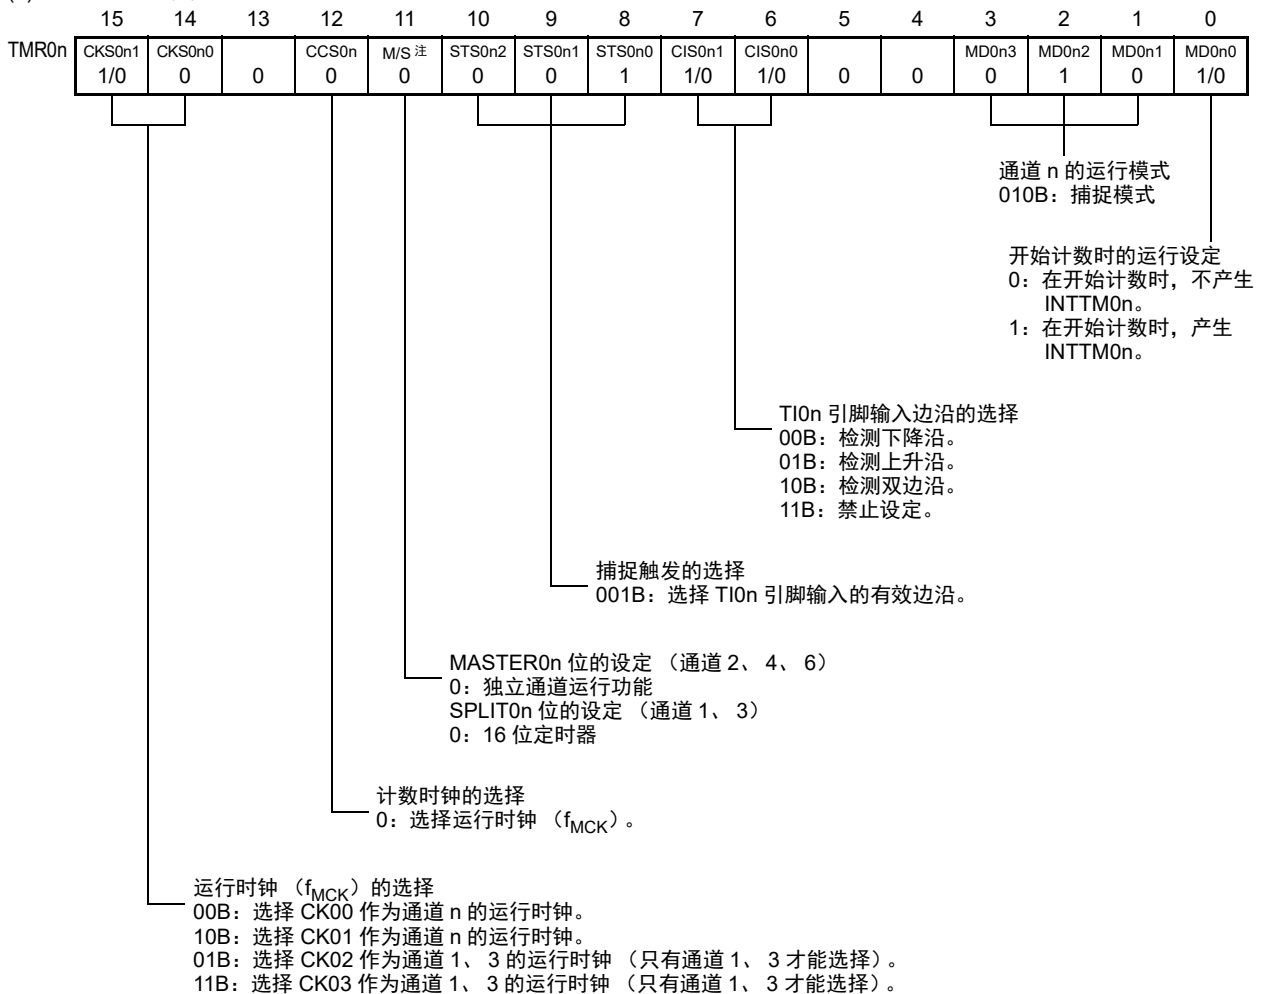 15 14 13 12 11 10 9 8 7 6 5 4 3 2 1 0
TMR0n CKS0n1 CKS0n0 CCS0n M/S 注 STS0n2 STS0n1 STS0n0 CIS0n1 CIS0n0 MD0n3 MD0n2 MD0n1 MD0n0
1/0 0 0 0 0 0 0 1 1/0 1/0 0 0 0 1 0 1/0
通道 n 的运行模式
010B：捕捉模式
开始计数时的运行设定
0：在开始计数时，不产生
INTTM0n。
1：在开始计数时，产生
INTTM0n。
TI0n 引脚输入边沿的选择
00B：检测下降沿。
01B：检测上升沿。
10B：检测双边沿。
11B：禁止设定。
捕捉触发的选择
001B：选择 TI0n 引脚输入的有效边沿。
MASTER0n 位的设定 （通道 2、 4、 6）
0：独立通道运行功能
SPLIT0n 位的设定 （通道 1、 3）
0：16 位定时器
计数时钟的选择
0：选择运行时钟 （fMCK）。
运行时钟 （fMCK）的选择
00B：选择 CK00 作为通道 n 的运行时钟。
10B：选择 CK01 作为通道 n 的运行时钟。
01B：选择 CK02 作为通道 1、 3 的运行时钟 （只有通道 1、 3 才能选择）。
11B：选择 CK03 作为通道 1、 3 的运行时钟 （只有通道 1、 3 才能选择）。